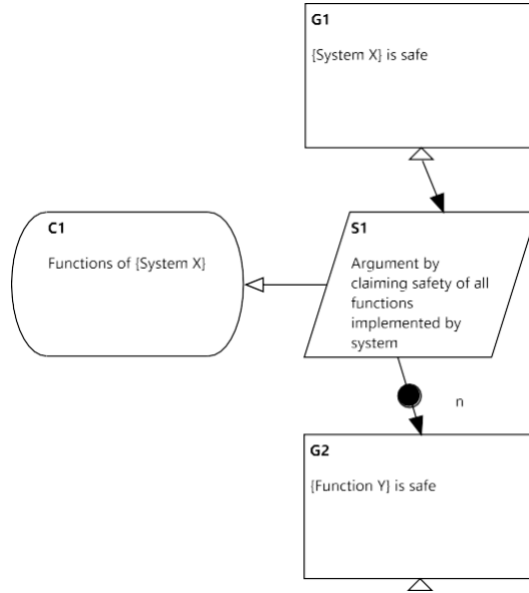 G1
{System X} is safe
C1
Functions of {System X}
S1
Argument by
claiming safety of all
functions
implemented by
system
n
G2
{Function Y} is safe